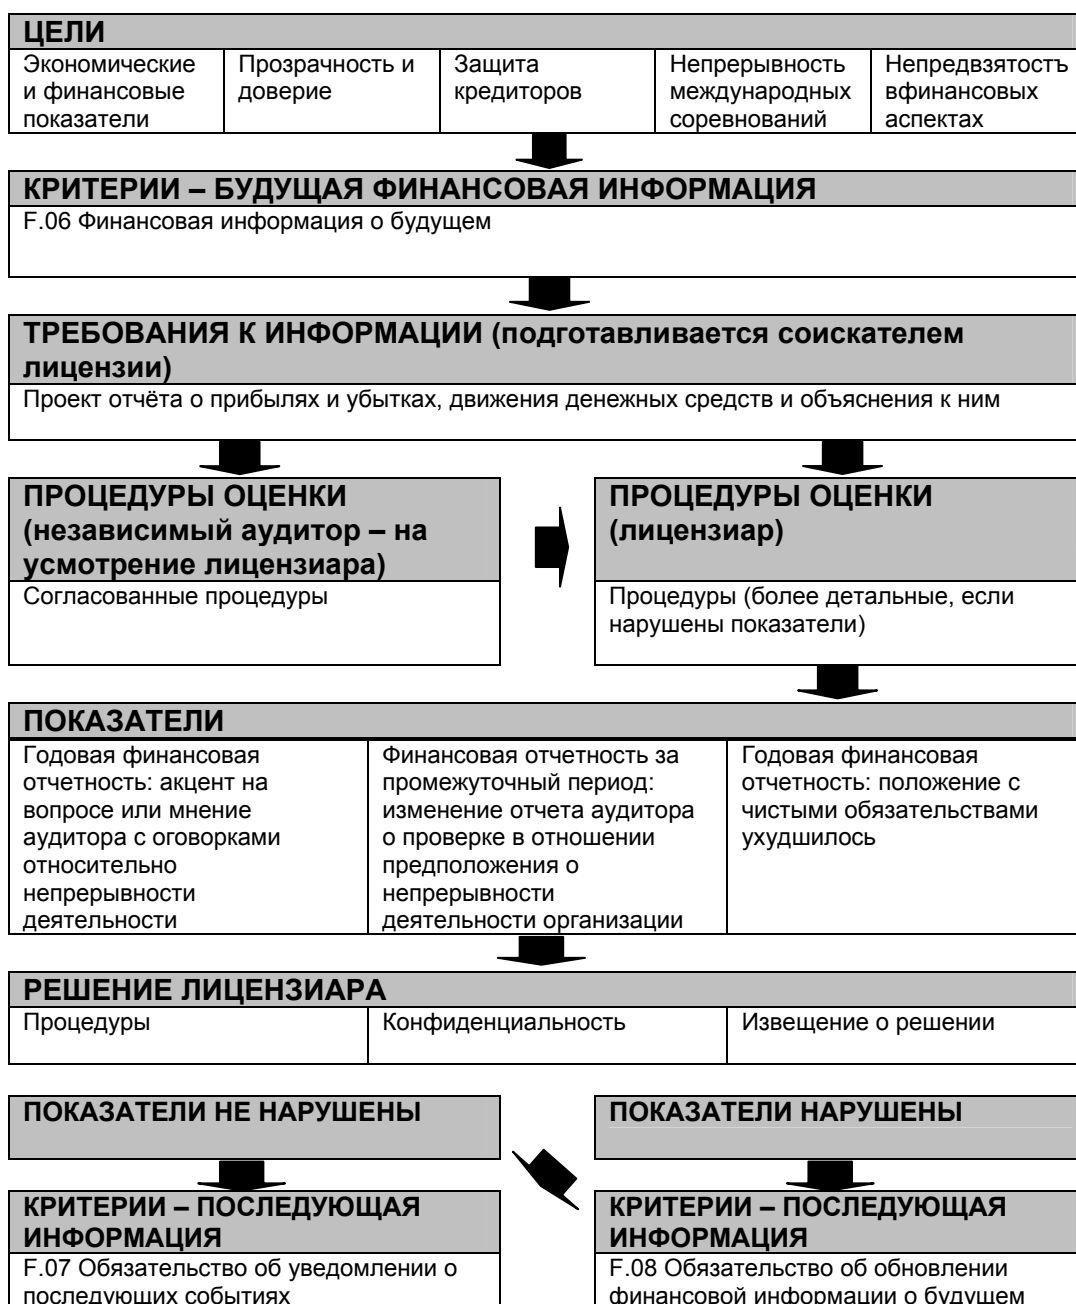 ЦЕЛИ
Экономические
и финансовые
показатели
Прозрачность и
доверие
Защита
кредиторов
Непрерывность
международных
соревнований
Непредвзятостъ
вфинансовых
аспектах
КРИТЕРИИ – БУДУЩАЯ ФИНАНСОВАЯ ИНФОРМАЦИЯ
F.06 Финансовая информация о будущем
ТРЕБОВАНИЯ К ИНФОРМАЦИИ (подготавливается соискателем
лицензии)
Проект отчёта о прибылях и убытках, движения денежных средств и объяснения к ним
ПРОЦЕДУРЫ ОЦЕНКИ
(независимый аудитор – на
усмотрение лицензиара)
Согласованные процедуры
ПРОЦЕДУРЫ ОЦЕНКИ
(лицензиар)
Процедуры (более детальные, если
нарушены показатели)
ПОКАЗАТЕЛИ
Годовая финансовая
отчетность: акцент на
вопросе или мнение
аудитора с оговорками
относительно
непрерывности
деятельности
Финансовая отчетность за
промежуточный период:
изменение отчета аудитора
о проверке в отношении
предположения о
непрерывности
деятельности организации
Годовая финансовая
отчетность: положение с
чистыми обязательствами
ухудшилось
РЕШЕНИЕ ЛИЦЕНЗИАРА
Процедуры
Конфиденциальность
Извещение о решении
ПОКАЗАТЕЛИ НЕ НАРУШЕНЫ
ПОКАЗАТЕЛИ НАРУШЕНЫ
КРИТЕРИИ – ПОСЛЕДУЮЩАЯ
ИНФОРМАЦИЯ
F.07 Обязательство об уведомлении о
последующих событиях
КРИТЕРИИ – ПОСЛЕДУЮЩАЯ
ИНФОРМАЦИЯ
F.08 Обязательство об обновлении
финансовой информации о будущем